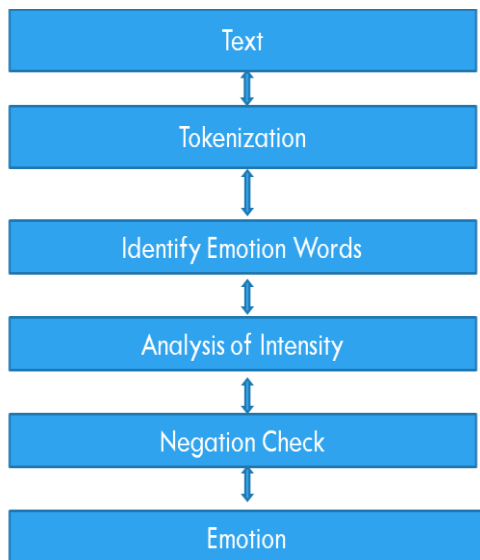 Text
Tokenization
Identify Emotion Words
Analysis of Intensity
Negation Check
Emotion